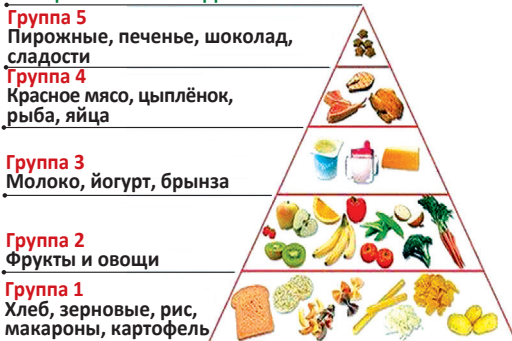 Группа 5
Пирожные, печенье, шоколад,
сладости
Группа 4
Красное мясо, цыплёнок,
рыба, яйца
Группа 3
Молоко, йогурт, брынза
Группа 2
Фрукты и овощи
Группа 1
Хлеб, зерновые, рис,
макароны, картофель